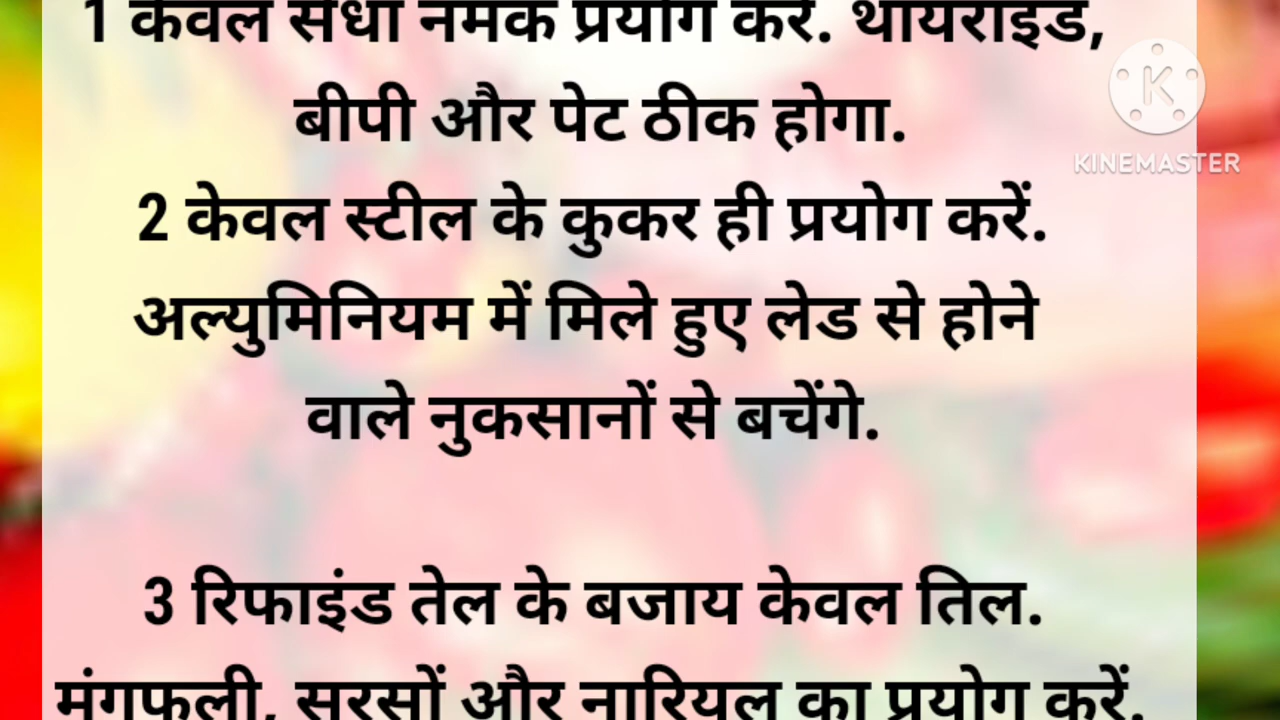 1 केवल सेंधा नमक प्रयोग करें. थायराइड,
बीपी और पेट ठीक होगा.
2 केवल स्टील के कुकर ही प्रयोग करें.
अल्युमिनियम में मिले हुए लेड से होने
वाले नुकसानों से बचेंगे.
3 रिफाइंड तेल के बजाय केवल तिल.
मंगफली, सरसों और नारियल का प्रयोग करें.
K
KINEMASTER